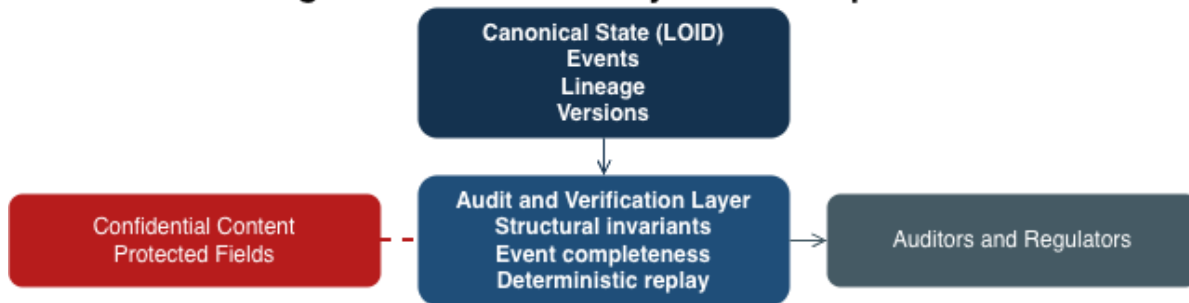 Canonical State (LOID)
Events
Lineage
Versions
Confidential Content
Protected Fields
Audit and Verification Layer
Structural invariants
Event completeness
Deterministic replay
Auditors and Regulators